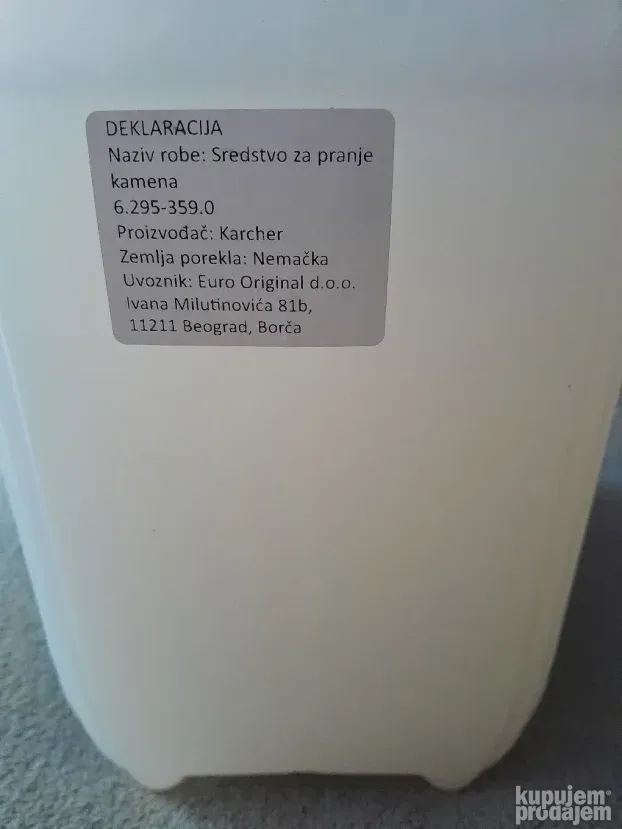 DEKLARACIJA
Naziv robe: Sredstvo za pranje
kamena
6.295-359.0
Proizvođač: Karcher
Zemlja porekla: Nemačka
Uvoznik: Euro Original d.o.o.
Ivana Milutinovića 81b,
11211 Beograd, Borča
kupujem
prodajem